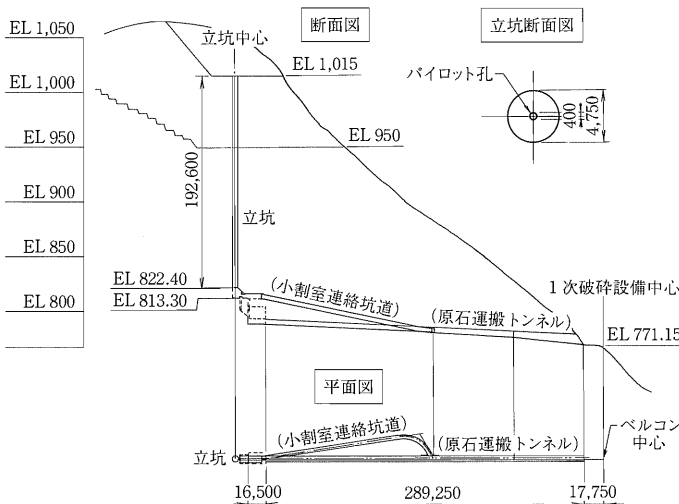 断面図
立坑断面図
EL 1,050
立坑中心
EL 1,015
パイロット孔
EL 1,000
400
4,750
EL 950
EL 950
192,600
EL 900
立坑
EL 850
EL 822.40
(小割室連絡坑道)
1次破砕設備中心
EL 800
EL 813.30
(原石運搬トンネル)
EL 771.15
平面図
(小割室連絡坑道)
(原石運搬トンネル)
ベルコン
中心
立坑
16,500
289,250
17,750